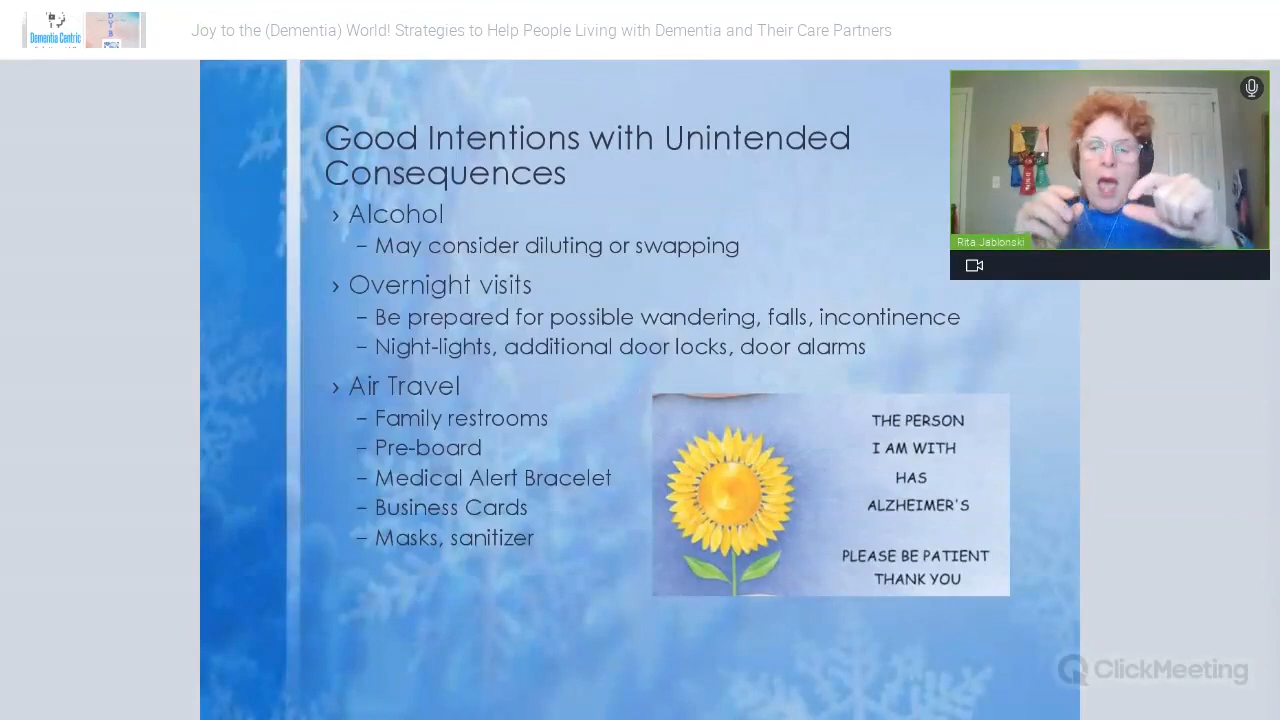 Dementia Centric
Joy to the (Dementia) World! Strategies to Help People Living with Dementia and Their Care Partners
Good Intentions with Unintended
Consequences
› Alcohol
– May consider diluting or swapping
› Overnight visits
– Be prepared for possible wandering, falls, incontinence
– Night-lights, additional door locks, door alarms
› Air Travel
– Family restrooms
– Pre-board
– Medical Alert Bracelet
– Business Cards
– Masks, sanitizer
THE PERSON
I AM WITH
HAS
ALZHEIMER'S
PLEASE BE PATIENT
THANK YOU
Rita Jablonski
ClickMeeting